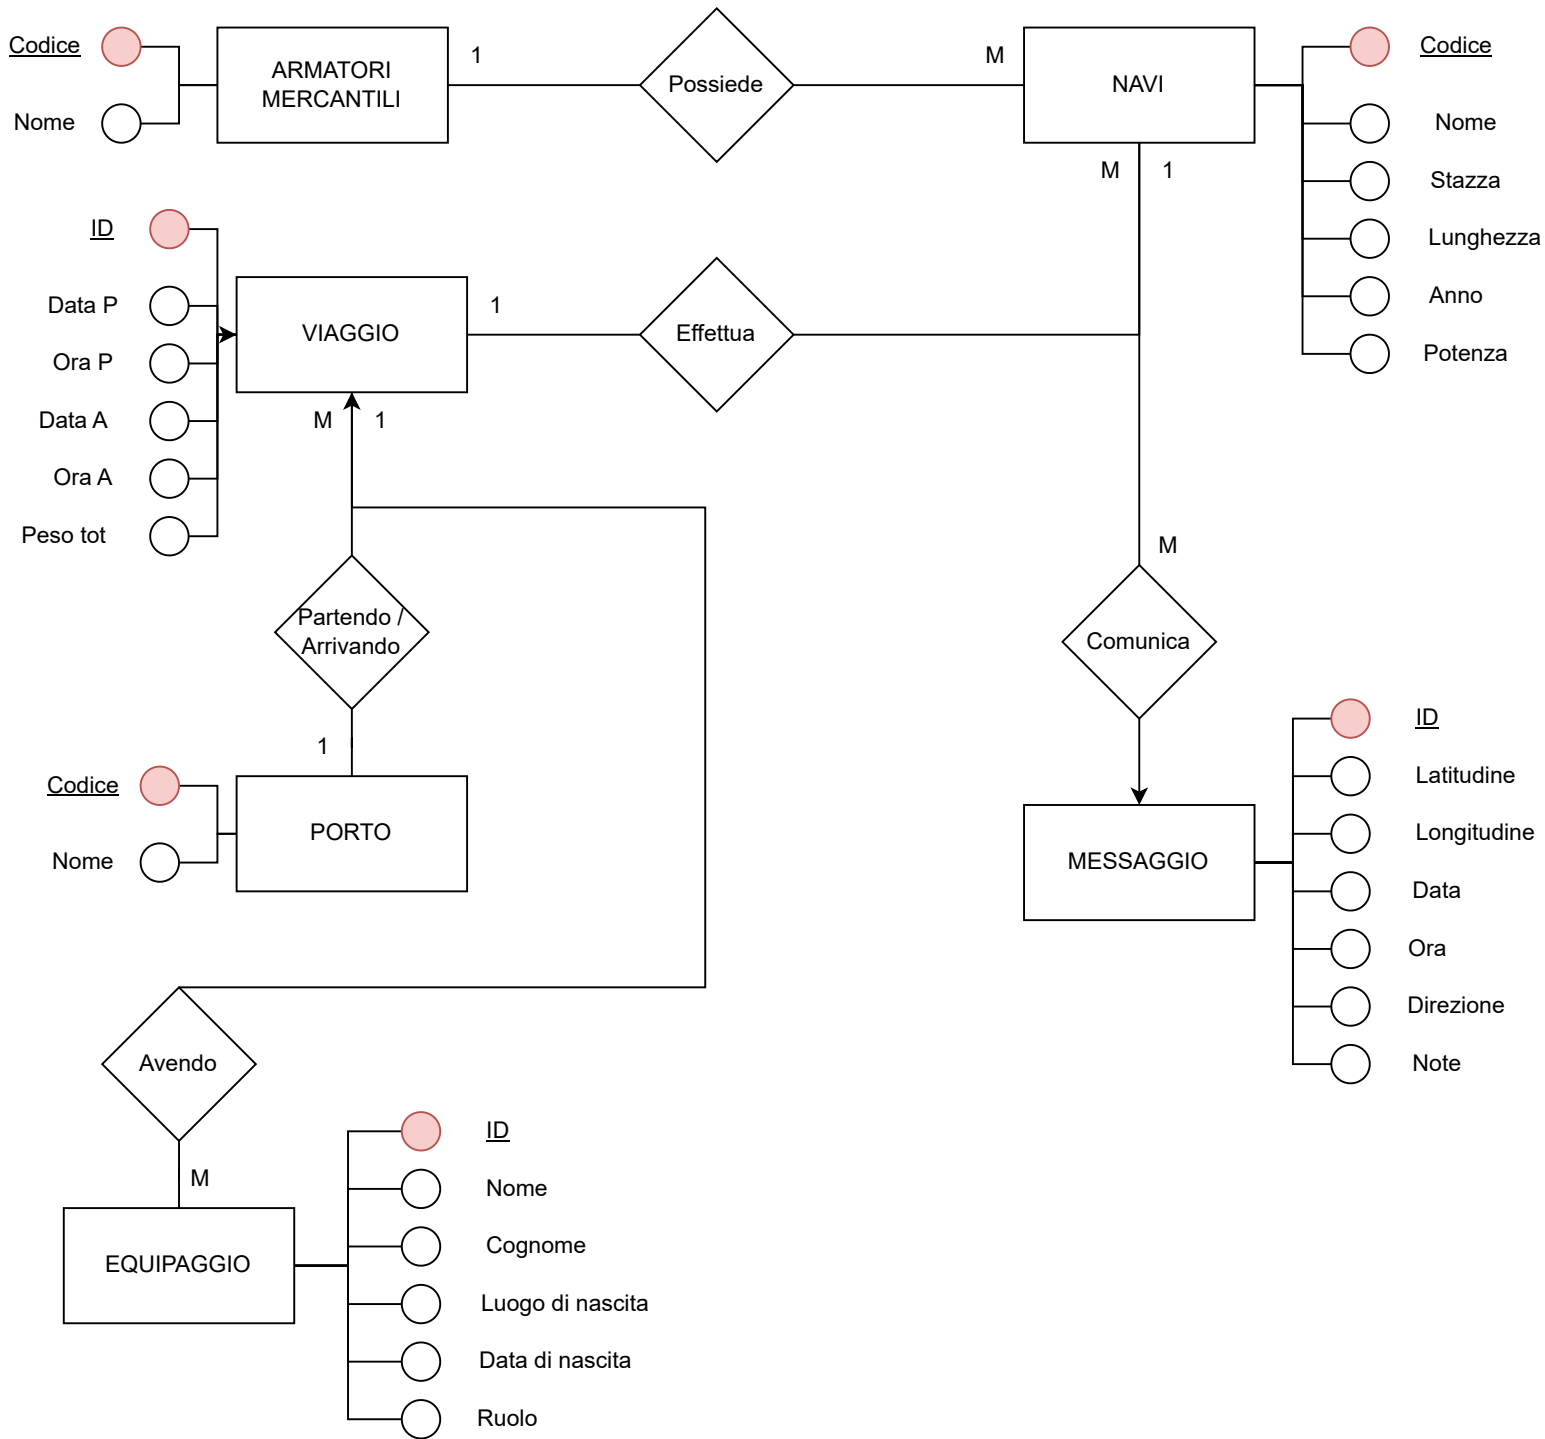 Codice
Nome
ARMATORI
MERCANTILI
1
Possiede
M
NAVI
Codice
Nome
Stazza
Lunghezza
Anno
Potenza
M
1
ID
Data P
Ora P
Data A
Ora A
Peso tot
VIAGGIO
1
Effettua
M
1
Partendo /
Arrivando
1
Codice
Nome
PORTO
M
Comunica
MESSAGGIO
ID
Latitudine
Longitudine
Data
Ora
Direzione
Note
Avendo
M
EQUIPAGGIO
ID
Nome
Cognome
Luogo di nascita
Data di nascita
Ruolo